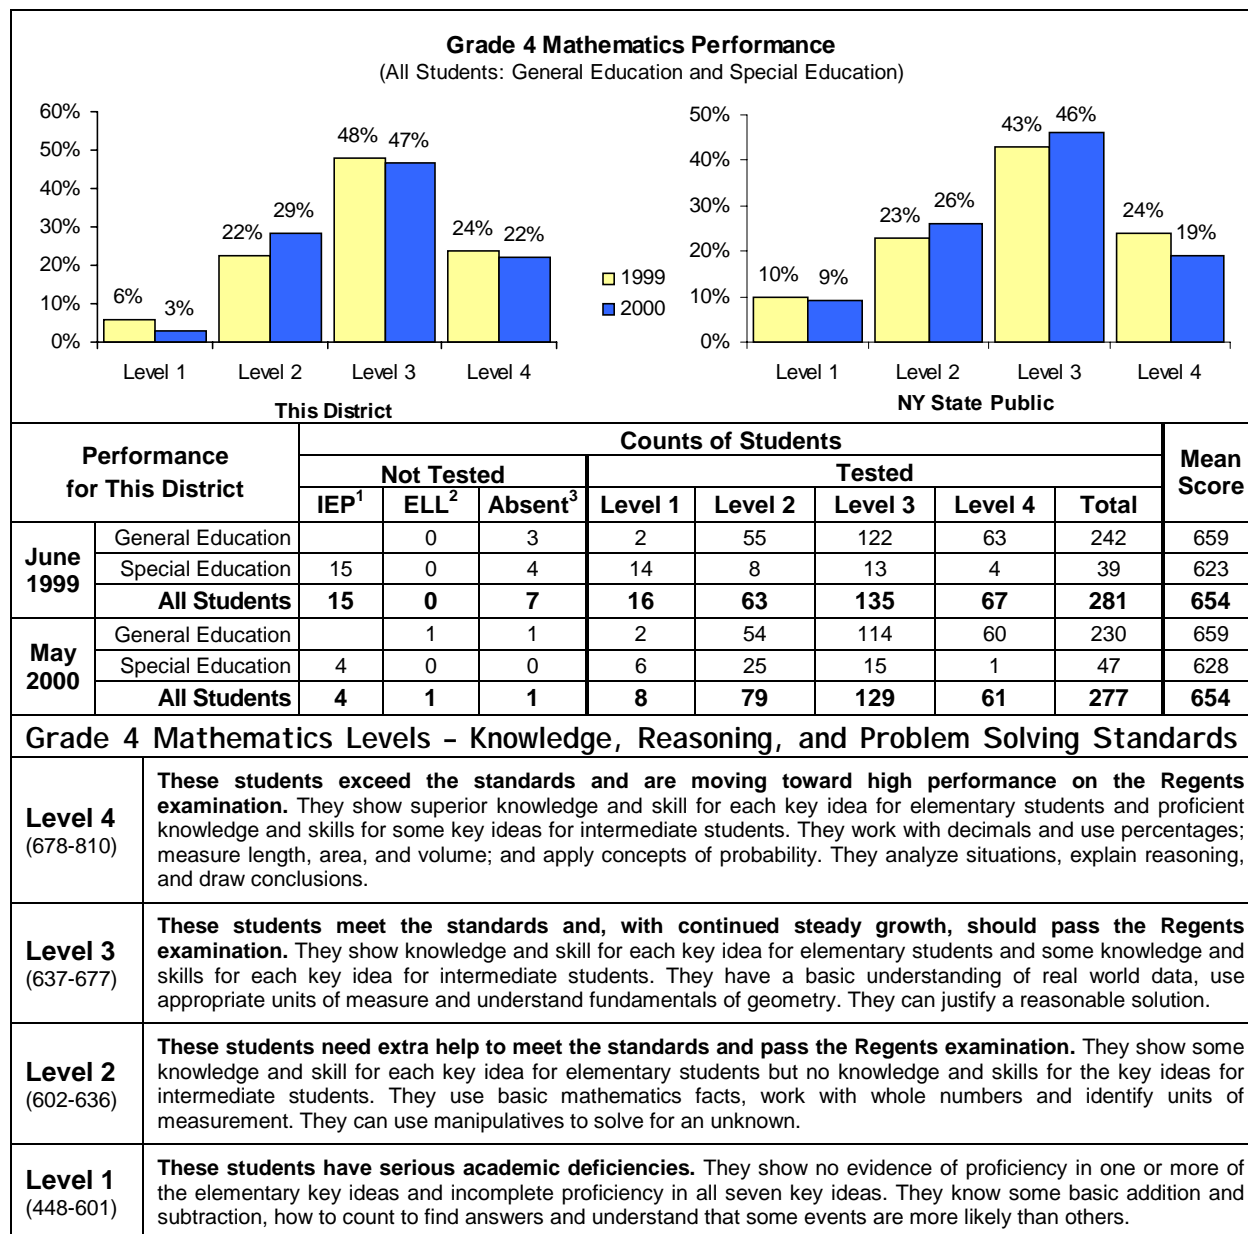 Grade 4 Mathematics Performance
(All Students: General Education and Special Education)
60%
50%
40%
30%
20%
10%
0%
6%
3%
22%
29%
48%
47%
24%
22%
Level 1
Level 2
Level 3
Level 4
This District
1999
2000
50%
40%
30%
20%
10%
0%
10%
9%
23%
26%
43%
46%
24%
19%
Level 1
Level 2
Level 3
Level 4
NY State Public
Performance
for This District
Counts of Students
Mean
Score
Not Tested
Tested
IEP¹ ELL² Absent³ Level 1 Level 2 Level 3 Level 4 Total
June
1999
General Education 0 3 2 55 122 63 242 659
Special Education 15 0 4 14 8 13 4 39 623
All Students 15 0 7 16 63 135 67 281 654
May
2000
General Education 1 1 2 54 114 60 230 659
Special Education 4 0 0 6 25 15 1 47 628
All Students 4 1 1 8 79 129 61 277 654
Grade 4 Mathematics Levels – Knowledge, Reasoning, and Problem Solving Standards
Level 4
(678-810)
These students exceed the standards and are moving toward high performance on the Regents
examination. They show superior knowledge and skill for each key idea for elementary students and proficient
knowledge and skills for some key ideas for intermediate students. They work with decimals and use percentages;
measure length, area, and volume; and apply concepts of probability. They analyze situations, explain reasoning,
and draw conclusions.
Level 3
(637-677)
These students meet the standards and, with continued steady growth, should pass the Regents
examination. They show knowledge and skill for each key idea for elementary students and some knowledge and
skills for each key idea for intermediate students. They have a basic understanding of real world data, use
appropriate units of measure and understand fundamentals of geometry. They can justify a reasonable solution.
Level 2
(602-636)
These students need extra help to meet the standards and pass the Regents examination. They show some
knowledge and skill for each key idea for elementary students but no knowledge and skills for the key ideas for
intermediate students. They use basic mathematics facts, work with whole numbers and identify units of
measurement. They can use manipulatives to solve for an unknown.
Level 1
(448-601)
These students have serious academic deficiencies. They show no evidence of proficiency in one or more of
the elementary key ideas and incomplete proficiency in all seven key ideas. They know some basic addition and
subtraction, how to count to find answers and understand that some events are more likely than others.